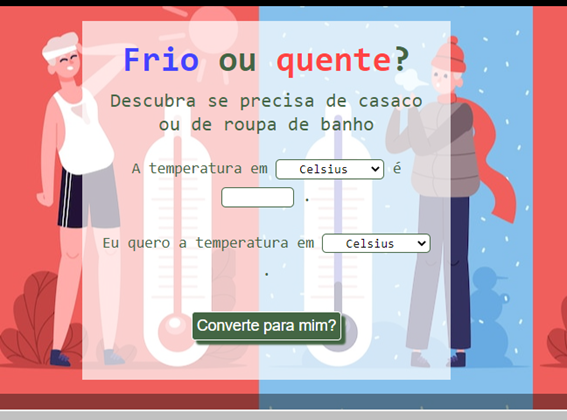 Frio ou quente?
Descubra se precisa de casaco
ou de roupa de banho
A temperatura em Celsius é
.
Eu quero a temperatura em Celsius
.
Converte para mim?